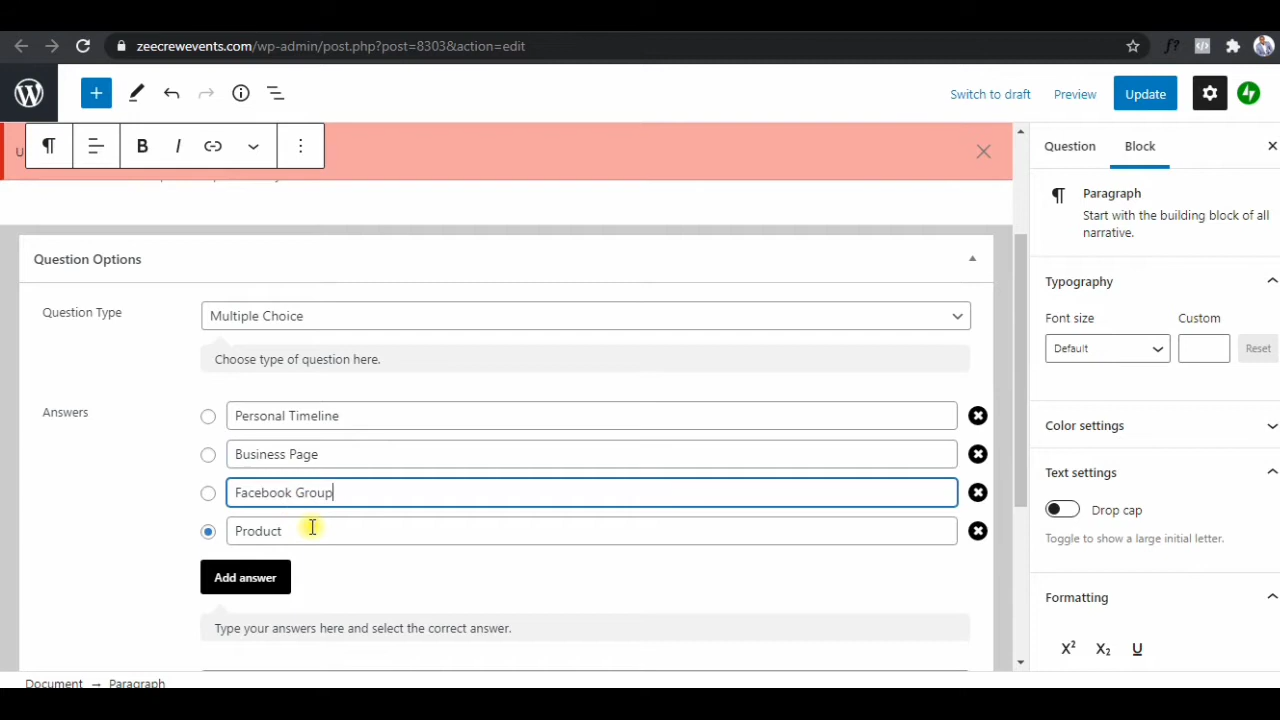 zeecrewevents.com/wp-admin/post.php?post=8303&action=edit
Switch to draft
Preview
Update
U
B
I
Question
Block
Paragraph
Start with the building block of all
narrative.
Question Options
Typography
Question Type
Multiple Choice
Font size
Custom
Default
Reset
Choose type of question here.
Answers
Personal Timeline
Business Page
Facebook Group
Product
Color settings
Text settings
Drop cap
Toggle to show a large initial letter.
Add answer
Formatting
Type your answers here and select the correct answer.
X²
X₂
U
Document → Paragraph